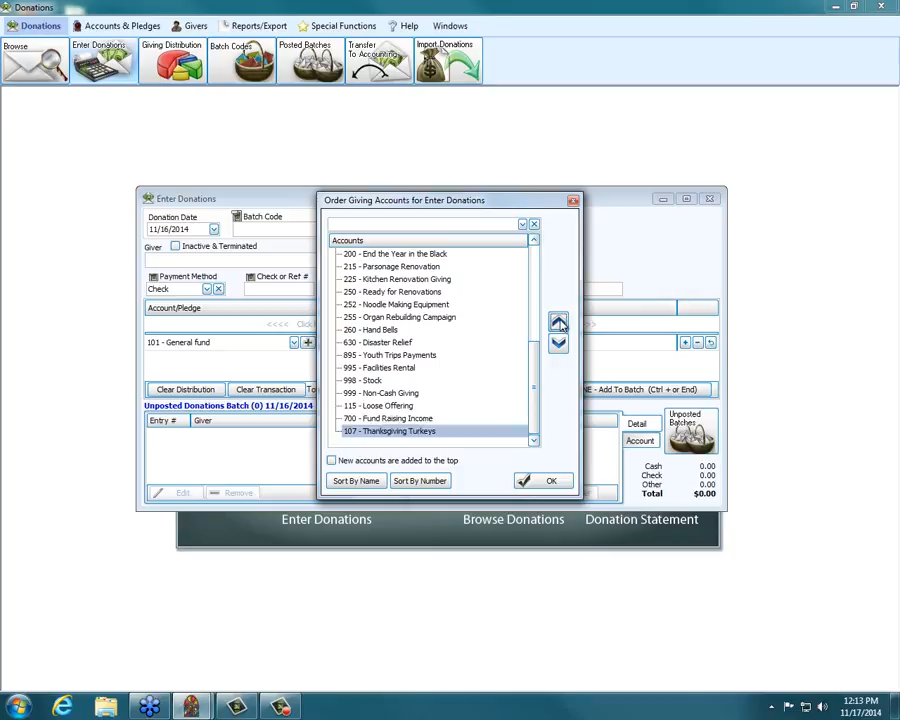 Donations
Donations Accounts & Pledges Givers Reports/Export Special Functions Help Windows
Browse Enter Donations Giving Distribution Batch Codes Posted Batches Transfer To Accounting Import Donations
Enter Donations
Donation Date Batch Code
11/16/2014
Giver Inactive & Terminated
Payment Method Check or Ref #
Check
Account/Pledge
<<<< >>
101 - General fund
Clear Distribution Clear Transaction NE - Add To Batch (Ctrl + or End)
Unposted Donations Batch (0) 11/16/2014
Entry # Giver
Edit Remove
Detail
Account
Unposted Batches
Cash 0.00
Check 0.00
Other 0.00
Total $0.00
Order Giving Accounts for Enter Donations
Accounts
200 - End the Year in the Black
215 - Parsonage Renovation
225 - Kitchen Renovation Giving
250 - Ready for Renovations
252 - Noodle Making Equipment
255 - Organ Rebuilding Campaign
260 - Hand Bells
630 - Disaster Relief
895 - Youth Trips Payments
995 - Facilities Rental
998 - Stock
999 - Non-Cash Giving
115 - Loose Offering
700 - Fund Raising Income
107 - Thanksgiving Turkeys
New accounts are added to the top
Sort By Name Sort By Number OK
Enter Donations Browse Donations Donation Statement
12:13 PM
11/17/2014